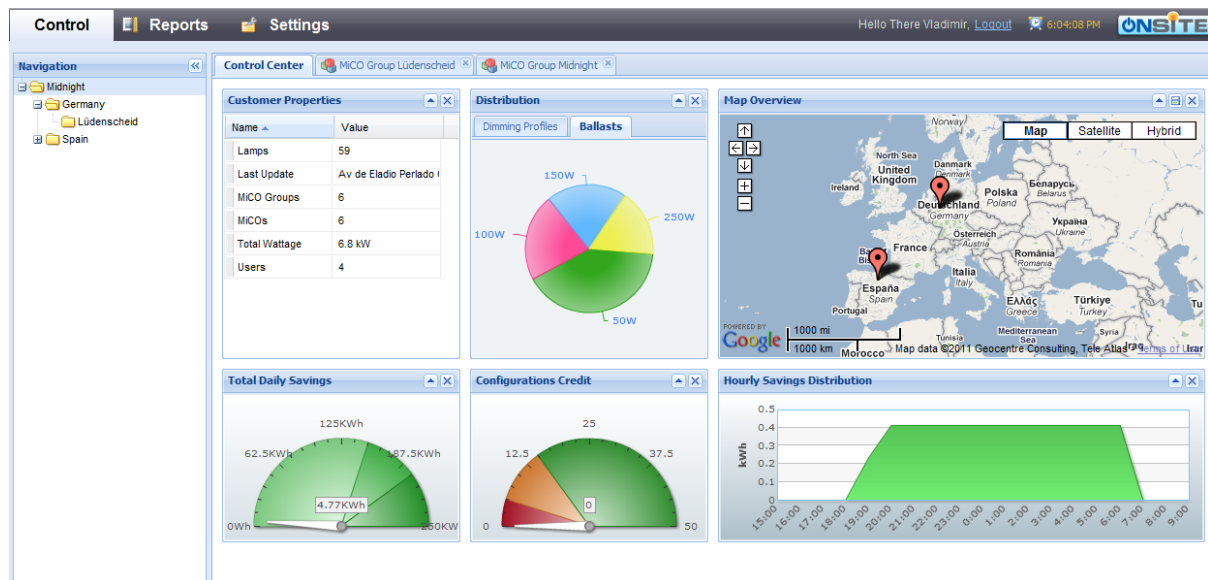 Control Reports Settings Hello There Vladimir, Logout 6:04:08 PM ONSITE
Navigation
Midnight
Germany
Lüdenscheid
Spain
Control Center MiCO Group Lüdenscheid MiCO Group Midnight
Customer Properties
Name Value
Lamps 59
Last Update Av de Eladio Perlado (
MiCO Groups 6
MiCOs 6
Total Wattage 6.8 kW
Users 4
Distribution
Dimming Profiles Ballasts
150W
250W
100W
50W
Map Overview
Map Satellite Hybrid
Norway
North Sea
Danmark
Denmark
United
Kingdom
Ireland
Polska
Poland
Беларусь
Belarus
Deutschland
Germany
Україна
Ukraine
Österreich
Austria
France
România
Romania
Italia
Italy
España
Spain
Portugal
Ελλάς
Greece
Türkiye
Turkey
Mediterranean
Sea
Tunisia
Syria
Iraq
Iran
Morocco
POWERED BY
Google
1000 mi
1000 km
Map data ©2011 Geocentre Consulting, Tele Atlas Terms of Use
Total Daily Savings
125KWh
62.5KWh 187.5KWh
4.77KWh
0Wh 250KW
Configurations Credit
25
12.5 37.5
0
0 50
Hourly Savings Distribution
kWh
0.5
0.4
0.3
0.2
0.1
0
15:00 16:00 17:00 18:00 19:00 20:00 21:00 22:00 23:00 0:00 1:00 2:00 3:00 4:00 5:00 6:00 7:00 8:00 9:00